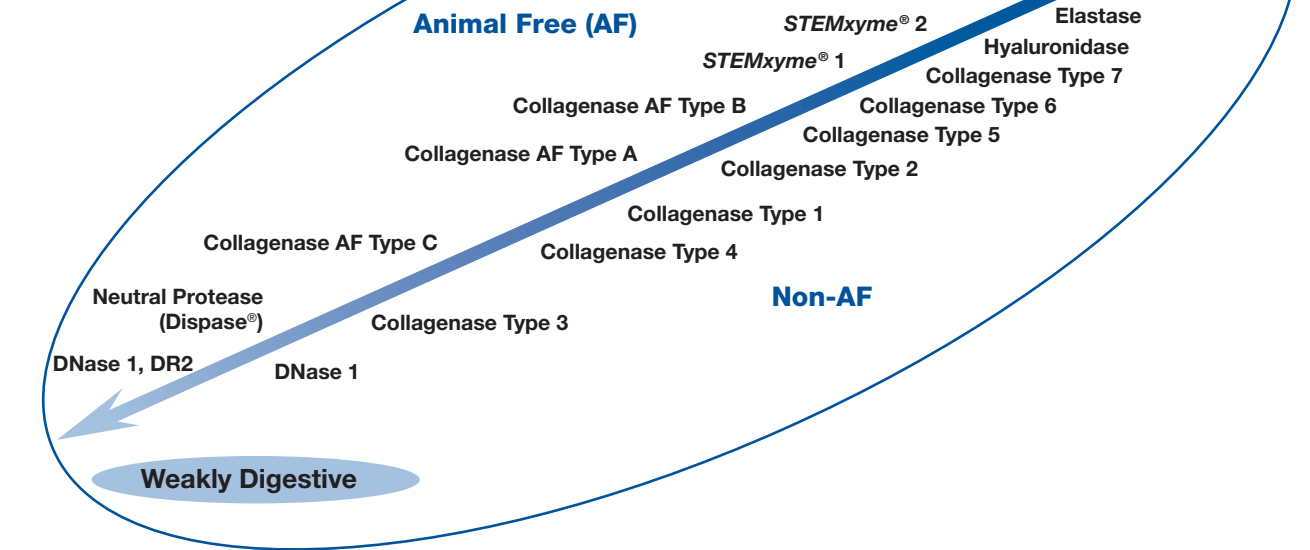 Animal Free (AF)
STEMxyme® 2
Elastase
STEMxyme® 1
Hyaluronidase
Collagenase Type 7
Collagenase AF Type B
Collagenase Type 6
Collagenase Type 5
Collagenase AF Type A
Collagenase Type 2
Collagenase Type 1
Collagenase AF Type C
Collagenase Type 4
Neutral Protease
(Dispase®)
Non-AF
Collagenase Type 3
DNase 1, DR2
DNase 1
Weakly Digestive